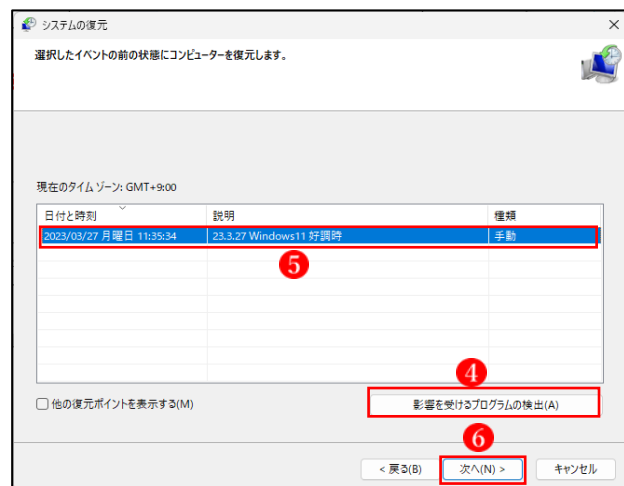 システムの復元
選択したイベントの前の状態にコンピューターを復元します。
現在のタイム ゾーン: GMT+9:00
日付と時刻 説明 種類
2023/03/27 月曜日 11:35:34 23.3.27 Windows11 好調時 手動
5
4
他の復元ポイントを表示する(M) 影響を受けるプログラムの検出(A)
6
< 戻る(B) 次へ(N) > キャンセル